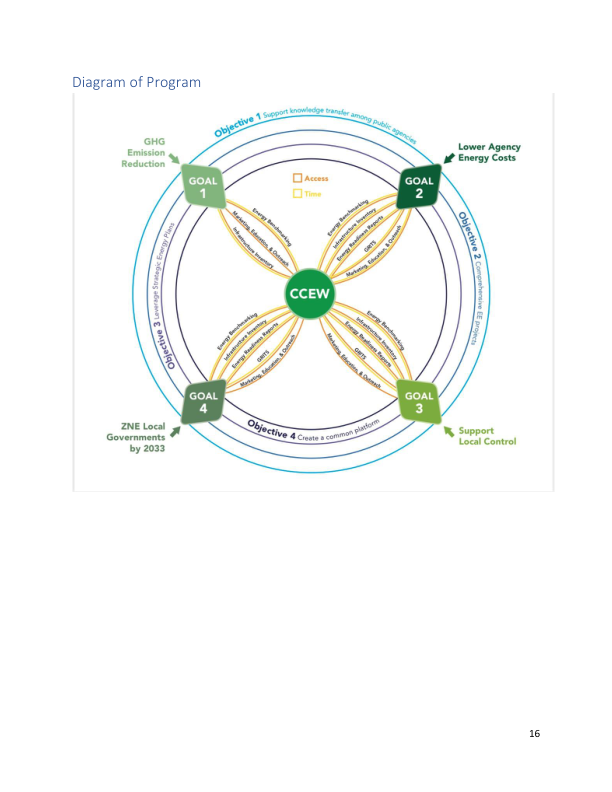 Diagram of Program
Objective 1 Support knowledge transfer among public agencies
GHG
Emission
Reduction
Lower Agency
Energy Costs
GOAL
1
GOAL
2
Access
Time
Energy Benchmarking
Marketing, Education, & Outreach
Infrastructure Inventory
Energy Benchmarking
Infrastructure Inventory
Energy Readiness Reports
GRITS
Marketing, Education, & Outreach
Objective 2 Comprehensive EE projects
Objective 3 Leverage Strategic Energy Plans
CCEW
Energy Benchmarking
Infrastructure Inventory
Energy Readiness Reports
GRITS
Marketing, Education, & Outreach
Energy Benchmarking
Infrastructure Inventory
Energy Readiness Reports
GRITS
Marketing, Education, & Outreach
GOAL
4
GOAL
3
Objective 4 Create a common platform
ZNE Local
Governments
by 2033
Support
Local Control
16